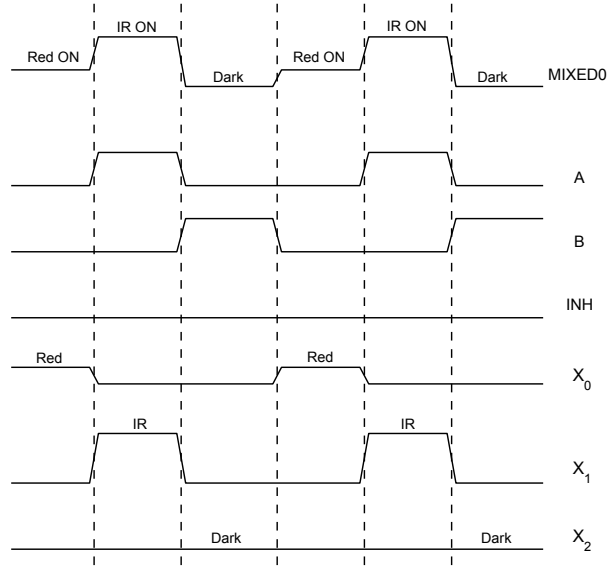 IR ON
IR ON
Red ON
Red ON
Dark
Dark
MIXED0
A
B
INH
Red
Red
X0
IR
IR
X1
Dark
Dark
X2